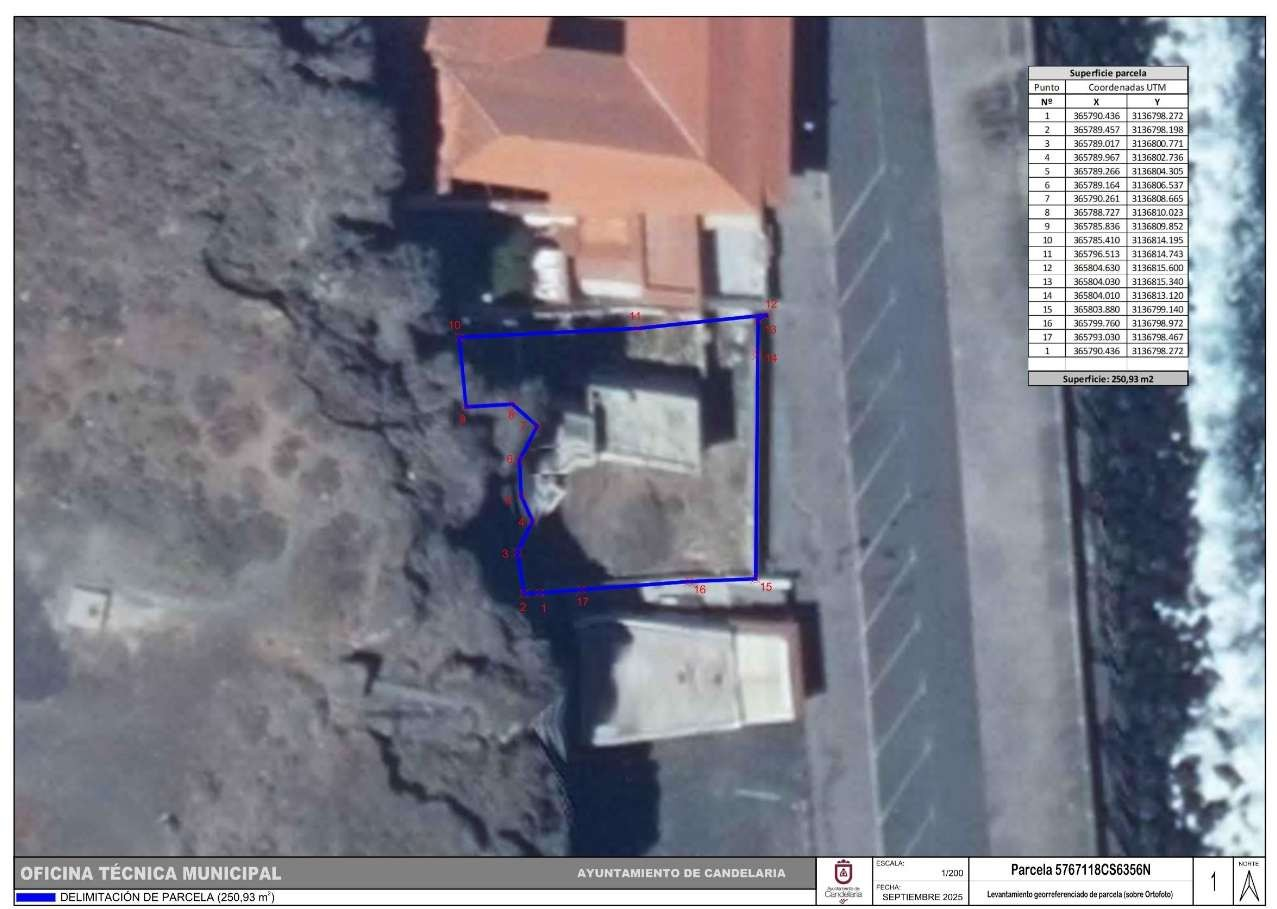 Superficie parcela
Punto Coordenadas UTM
Nº X Y
1 365790.436 3136798.272
2 365789.457 3136798.198
3 365789.017 3136800.771
4 365789.967 3136802.736
5 365789.266 3136804.305
6 365789.164 3136806.537
7 365790.261 3136808.665
8 365788.727 3136810.023
9 365785.836 3136809.852
10 365785.410 3136814.195
11 365796.513 3136814.743
12 365804.630 3136815.600
13 365804.030 3136815.340
14 365804.010 3136813.120
15 365803.880 3136799.140
16 365799.760 3136798.972
17 365793.030 3136798.467
1 365790.436 3136798.272
Superficie: 250,93 m2
12
11
13
10
14
8
9
7
6
5
4
3
15
16
17
2
1
OFICINA TÉCNICA MUNICIPAL
AYUNTAMIENTO DE CANDELARIA
DELIMITACIÓN DE PARCELA (250,93 m²)
Ayuntamiento de
Candelaria
ESCALA:
1/200
FECHA:
SEPTIEMBRE 2025
Parcela 5767118CS6356N
Levantamiento georreferenciado de parcela (sobre Ortofoto)
1
NORTE